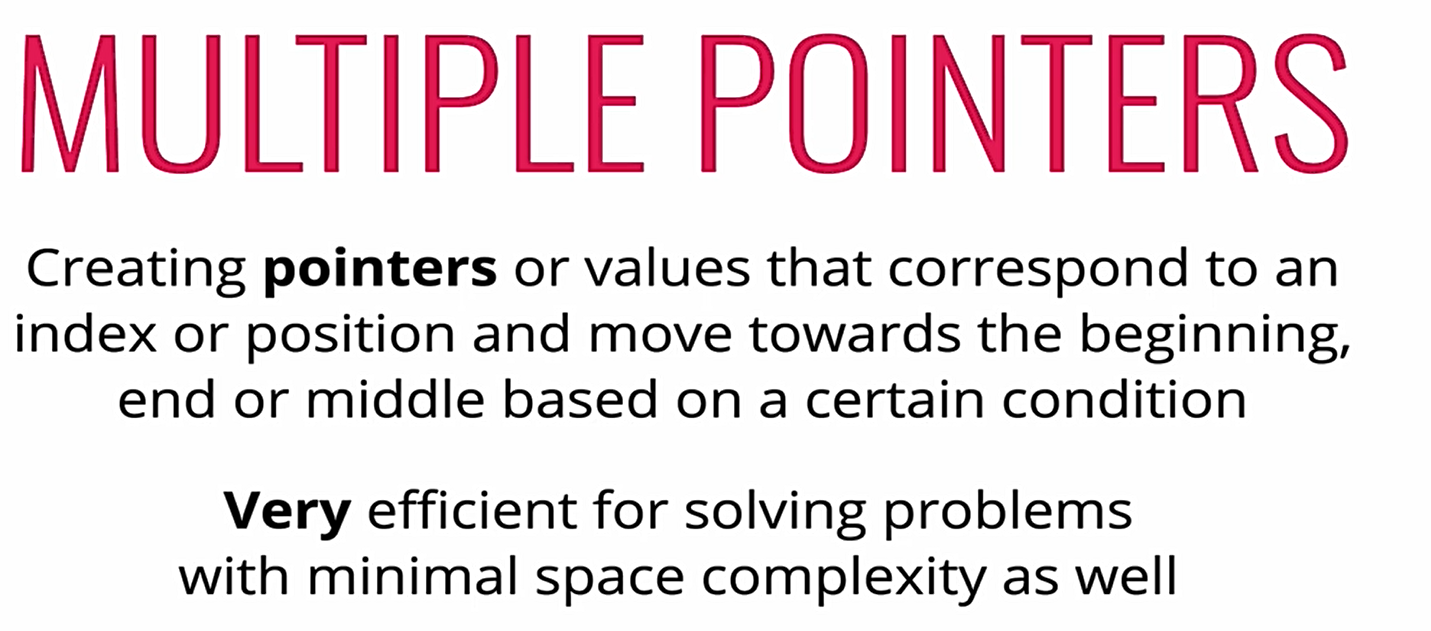 MULTIPLE POINTERS
Creating pointers or values that correspond to an
index or position and move towards the beginning,
end or middle based on a certain condition
Very efficient for solving problems
with minimal space complexity as well